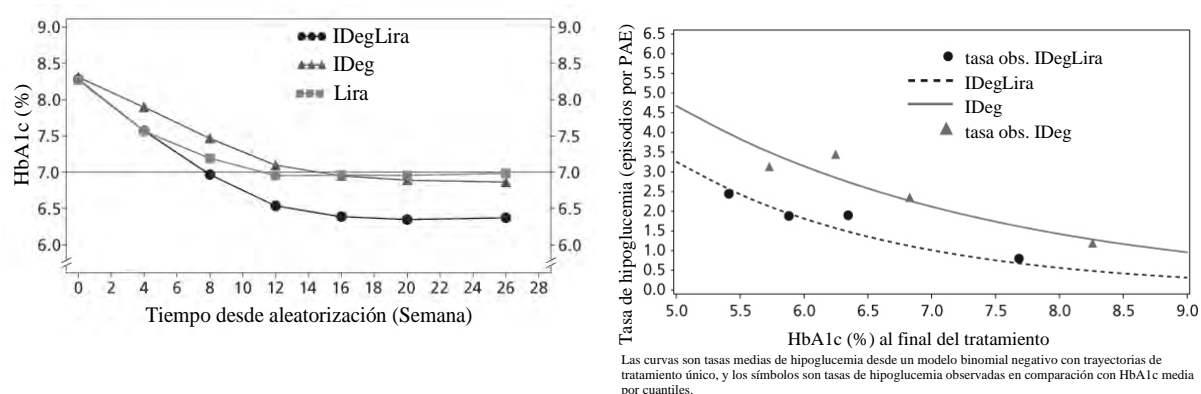 9.0
8.5
8.0
7.5
7.0
6.5
6.0
HbA1c (%)
IDegLira
IDeg
Lira
9.0
8.5
8.0
7.5
7.0
6.5
6.0
0 2 4 6 8 10 12 14 16 18 20 22 24 26 28
Tiempo desde aleatorización (Semana)
Tasa de hipoglucemia (episodios por PAE)
6.5
6.0
5.5
5.0
4.5
4.0
3.5
3.0
2.5
2.0
1.5
1.0
0.5
0.0
tasa obs. IDegLira
IDegLira
IDeg
tasa obs. IDeg
5.0 5.5 6.0 6.5 7.0 7.5 8.0 8.5 9.0
HbA1c (%) al final del tratamiento
Las curvas son tasas medias de hipoglucemia desde un modelo binomial negativo con trayectorias de
tratamiento único, y los símbolos son tasas de hipoglucemia observadas en comparación con HbA1c media
por cuantiles.